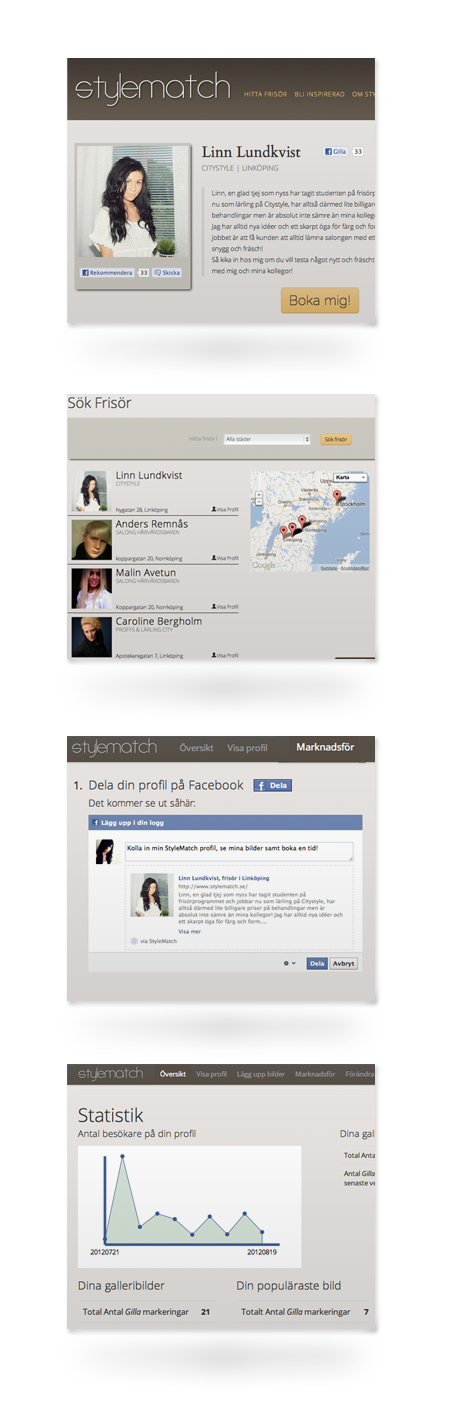 stylematch
HITTA FRISÖR BLI INSPIRERAD OM STY
Linn Lundkvist
Gilla 33
CITYSTYLE | LINKÖPING
Linn, en glad tjej som nyss har tagit studenten på frisörp
nu som lärling på Citystyle, har alltså därmed lite billigare
behandlingar men är absolut inte sämre än mina kollego
Jag har alltid nya idéer och ett skarpt öga för färg och for
jobbet är att få kunden att alltid lämna salongen med ett
snygg och fräsch!
Så kika in hos mig om du vill testa något nytt och fräscht
med mig och mina kollegor!
Rekommendera 33 Skicka
Boka mig!
Sök Frisör
Hitta frisör i Alla städer Sök frisör
Linn Lundkvist
CITYSTYLE
Nygatan 28, Linköping Visa Profil
Anders Remnås
SALONG HÅRVÅRDSBAREN
koppargatan 20, Norrköping Visa Profil
Malin Avetun
SALONG HÅRVÅRDSBAREN
Koppargatan 20, Norrköping Visa Profil
Caroline Bergholm
PROFFS & LÄRLING CITY
Apotekaregatan 7, Linköping Visa Profil
Karta
Uppsala
Västerås
Örebro
Eskilstuna
Stockholm
Södertälje
Norrköping
Linköping
Jönköping
Google
stylematch Översikt Visa profil Marknadsför
1. Dela din profil på Facebook Dela
Det kommer se ut såhär:
Lägg upp i din logg
Kolla in min StyleMatch profil, se mina bilder samt boka en tid!
Linn Lundkvist, frisör i Linköping
http://www.stylematch.se/
Linn, en glad tjej som nyss har tagit studenten på
frisörprogrammet och jobbar nu som lärling på Citystyle, har
alltså därmed lite billigare priser på behandlingar men är
absolut inte sämre än mina kollegor! Jag har alltid nya idéer och
ett skarpt öga för färg och form....
Visa mer
via StyleMatch
Dela Avbryt
stylematch Översikt Visa profil Lägg upp bilder Marknadsför Förändra
Statistik
Antal besökare på din profil
20120721 20120819
Dina gal
Total Anta
Antal Gilla
senaste ve
Dina galleribilder
Total Antal Gilla markeringar 21
Din populäraste bild
Totalt Antal Gilla markeringar 7